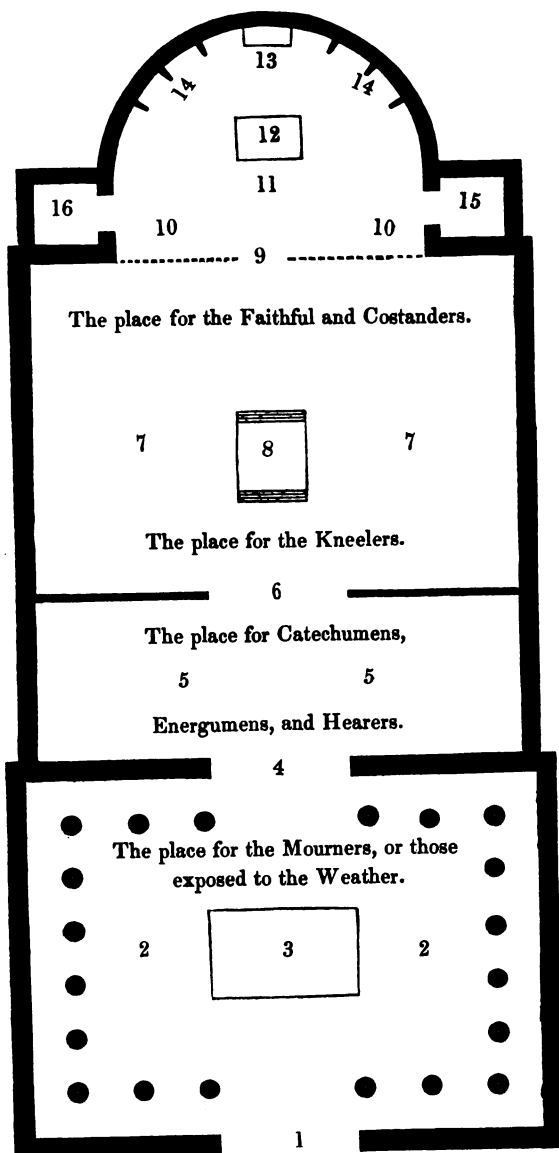 13
14 14
12
11
16 15
10 10
9
The place for the Faithful and Costanders.
7 8 7
The place for the Kneelers.
6
The place for Catechumens,
5 5
Energumens, and Hearers.
4
The place for the Mourners, or those
exposed to the Weather.
2 3 2
1